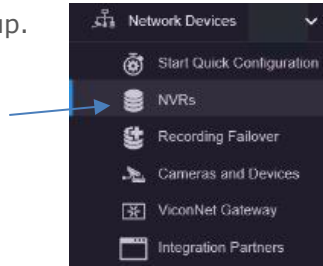 up.
Network Devices
Start Quick Configuration
NVRs
Recording Failover
Cameras and Devices
ViconNet Gateway
Integration Partners